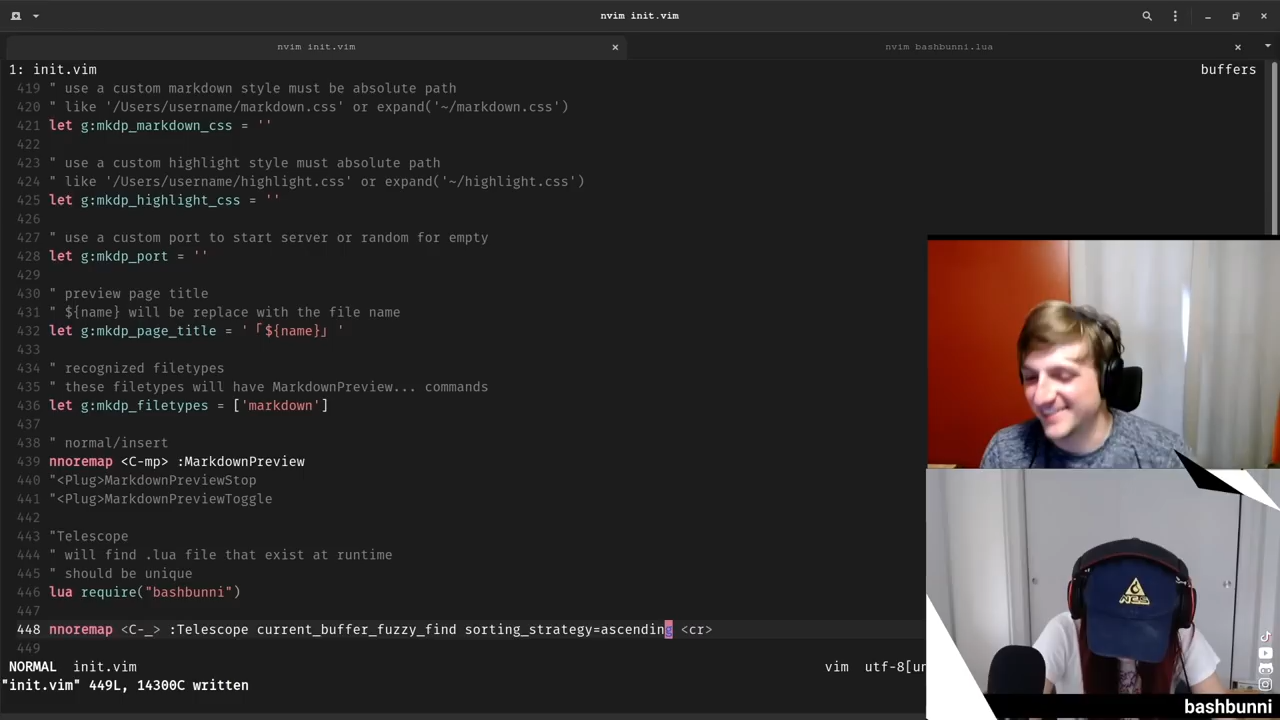 nvim init.vim
nvim init.vim
nvim bashbunni.lua
1: init.vim
buffers
419 " use a custom markdown style must be absolute path
420 " like '/Users/username/markdown.css' or expand('~/markdown.css')
421 let g:mkdp_markdown_css = ''
422
423 " use a custom highlight style must absolute path
424 " like '/Users/username/highlight.css' or expand('~/highlight.css')
425 let g:mkdp_highlight_css = ''
426
427 " use a custom port to start server or random for empty
428 let g:mkdp_port = ''
429
430 " preview page title
431 " ${name} will be replace with the file name
432 let g:mkdp_page_title = '「${name}」'
433
434 " recognized filetypes
435 " these filetypes will have MarkdownPreview... commands
436 let g:mkdp_filetypes = ['markdown']
437
438 " normal/insert
439 nnoremap <C-mp> :MarkdownPreview
440 "<Plug>MarkdownPreviewStop
441 "<Plug>MarkdownPreviewToggle
442
443 "Telescope
444 " will find .lua file that exist at runtime
445 " should be unique
446 lua require("bashbunni")
447
448 nnoremap <C-_> :Telescope current_buffer_fuzzy_find sorting_strategy=ascending <cr>
449
NORMAL init.vim vim utf-8[un
"init.vim" 449L, 14300C written
bashbunni